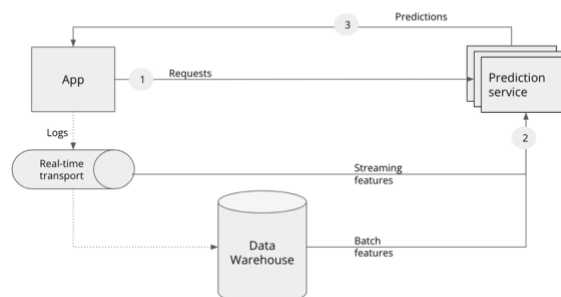 3
Predictions
App
1
Requests
Prediction
service
Logs
2
Real-time
transport
Streaming
features
Data
Warehouse
Batch
features